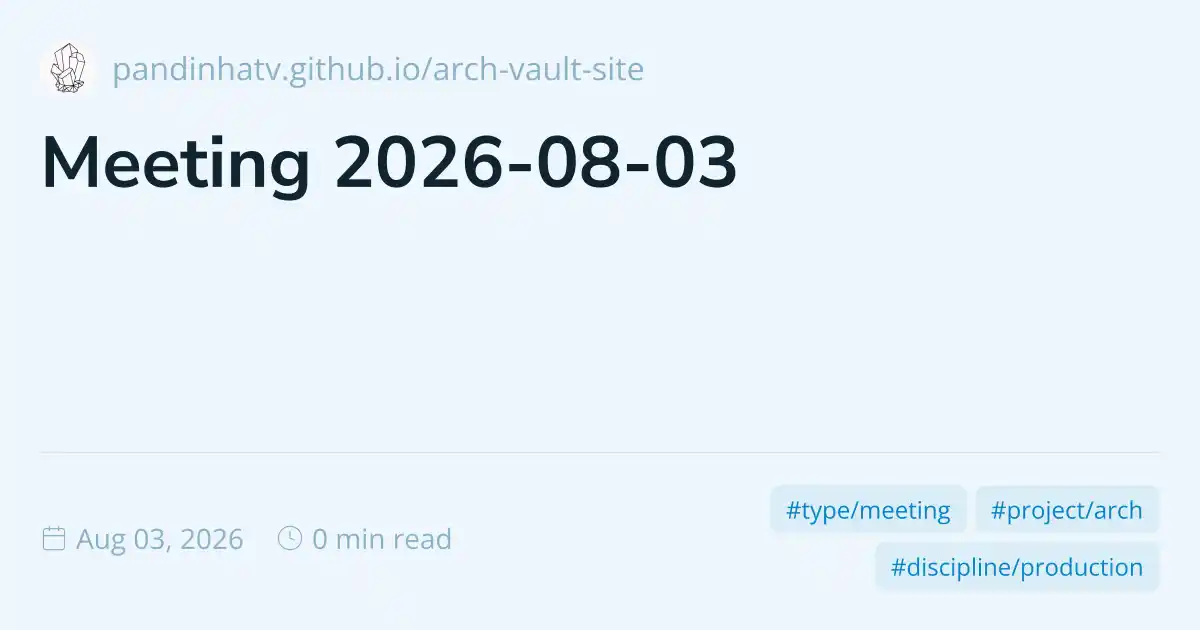 pandinhatv.github.io/arch-vault-site
Meeting 2026-08-03
Aug 03, 2026
0 min read
#type/meeting
#project/arch
#discipline/production